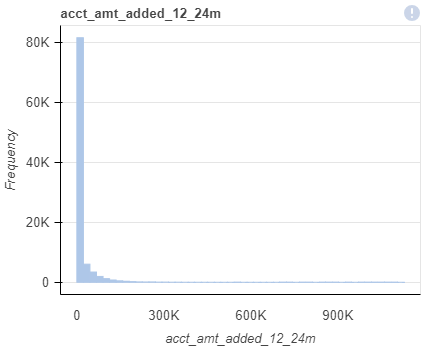 acct_amt_added_12_24m
!
80K
60K
40K
20K
0
Frequency
0 300K 600K 900K
acct_amt_added_12_24m